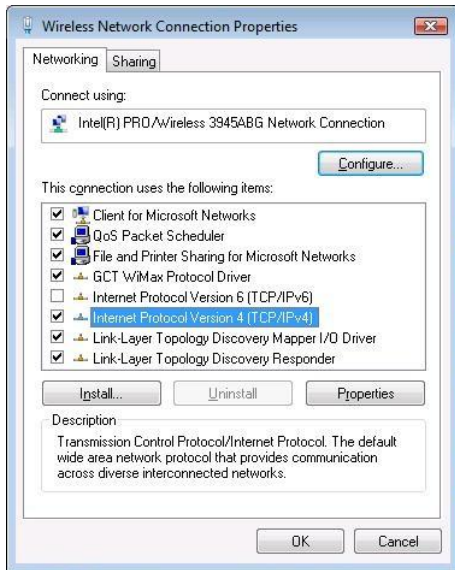 Wireless Network Connection Properties
Networking Sharing
Connect using:
Intel(R) PRO/Wireless 3945ABG Network Connection
Configure...
This connection uses the following items:
Client for Microsoft Networks
QoS Packet Scheduler
File and Printer Sharing for Microsoft Networks
GCT WiMax Protocol Driver
Internet Protocol Version 6 (TCP/IPv6)
Internet Protocol Version 4 (TCP/IPv4)
Link-Layer Topology Discovery Mapper I/O Driver
Link-Layer Topology Discovery Responder
Install... Uninstall Properties
Description
Transmission Control Protocol/Internet Protocol. The default
wide area network protocol that provides communication
across diverse interconnected networks.
OK Cancel